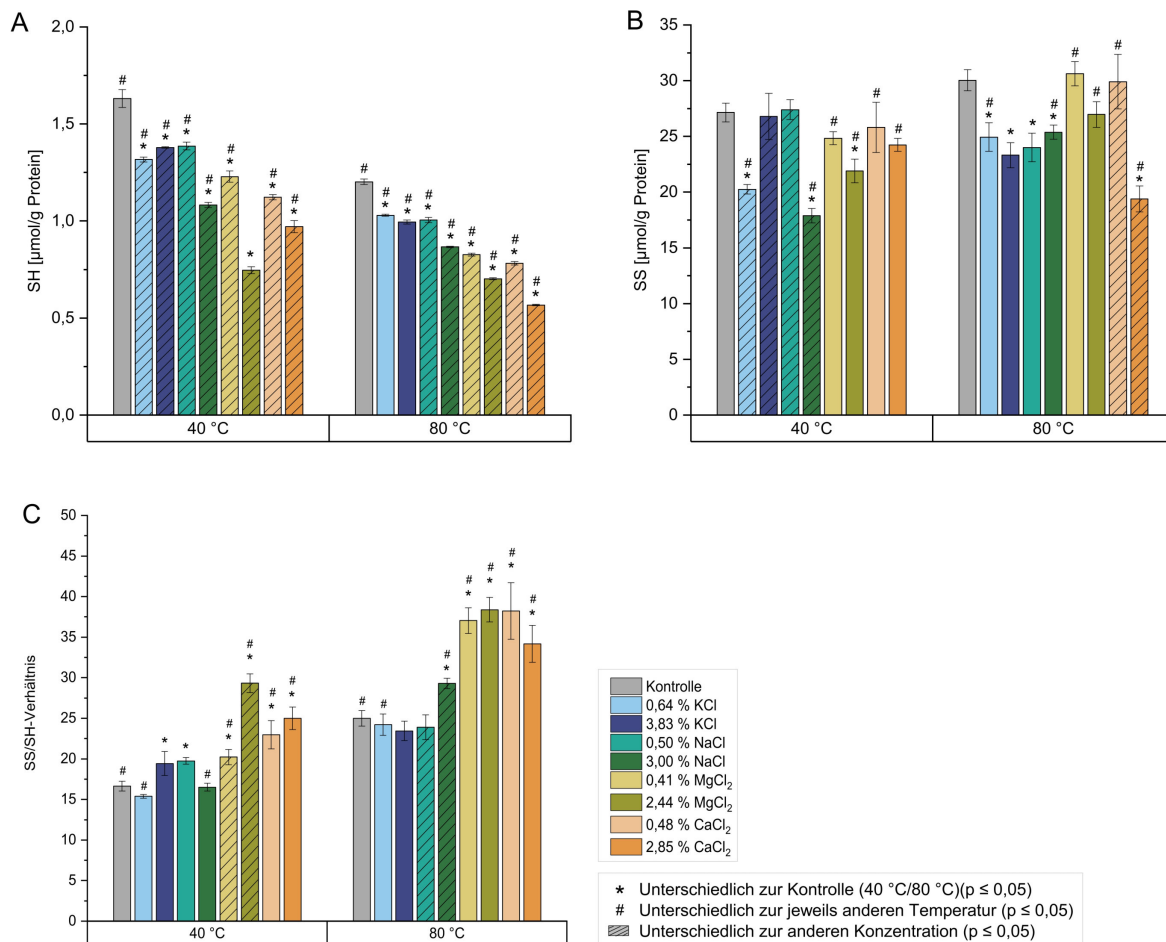 A
2,0
1,5
1,0
0,5
0,0
SH [µmol/g Protein]
# # # # # # # #
* * * * * * * *
40 °C
# # # # # # # # #
* * * * * * * *
80 °C
B
35
30
25
20
15
10
5
0
SS [µmol/g Protein]
# # # # # #
* * *
40 °C
# # # # # #
* * * * *
80 °C
C
50
45
40
35
30
25
20
15
10
5
0
SS/SH-Verhältnis
# # # # # # #
* * * * * *
40 °C
# # # # # # #
* * * * *
80 °C
Kontrolle
0,64 % KCl
3,83 % KCl
0,50 % NaCl
3,00 % NaCl
0,41 % MgCl₂
2,44 % MgCl₂
0,48 % CaCl₂
2,85 % CaCl₂
* Unterschiedlich zur Kontrolle (40 °C/80 °C)(p ≤ 0,05)
# Unterschiedlich zur jeweils anderen Temperatur (p ≤ 0,05)
Unterschiedlich zur anderen Konzentration (p ≤ 0,05)